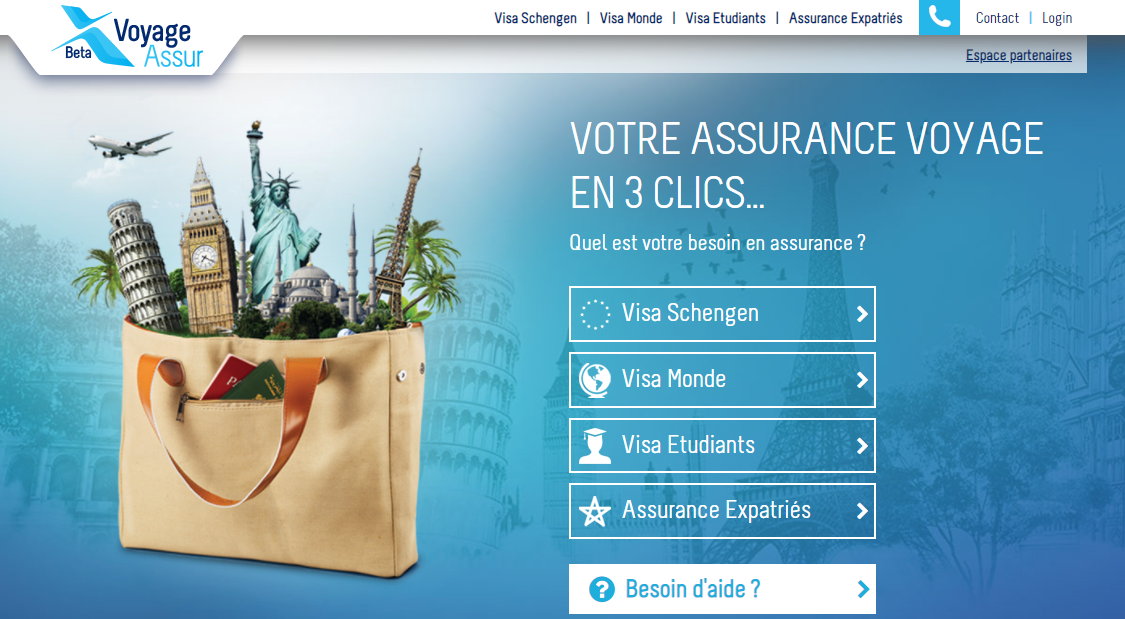 Voyage
Beta
Assur
Visa Schengen | Visa Monde | Visa Etudiants | Assurance Expatriés
Contact | Login
Espace partenaires
VOTRE ASSURANCE VOYAGE
EN 3 CLICS...
Quel est votre besoin en assurance ?
Visa Schengen
Visa Monde
Visa Etudiants
Assurance Expatriés
Besoin d'aide ?